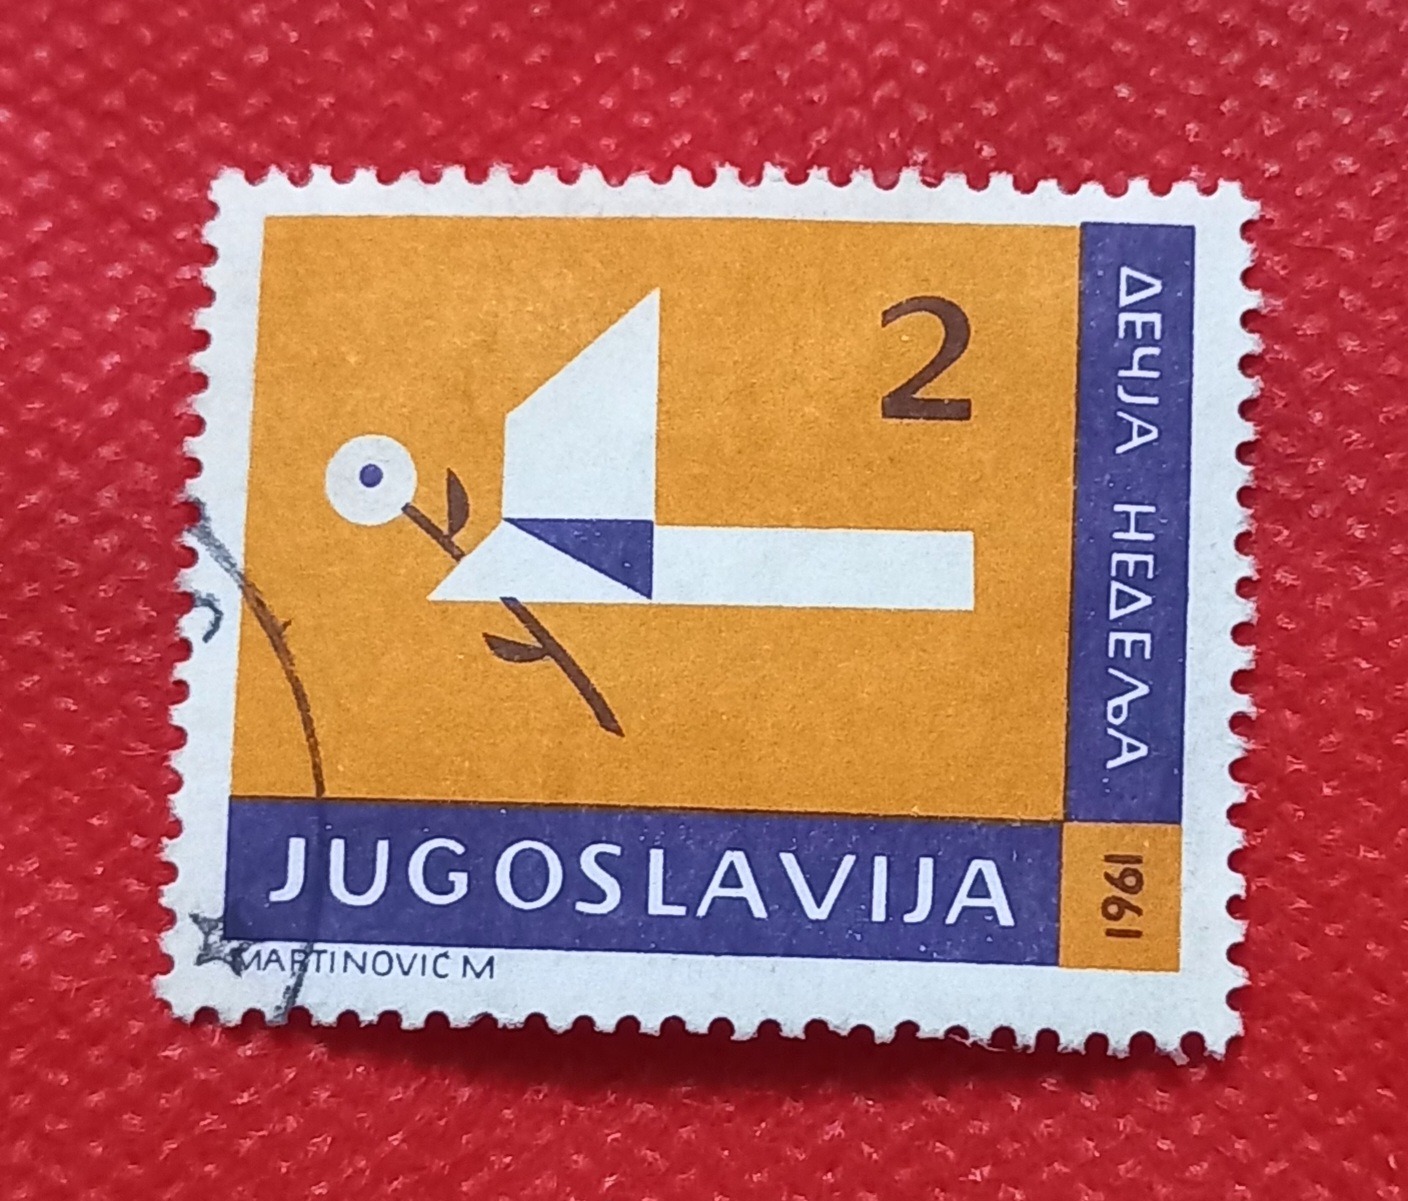 2
ДЕЧЈА НЕДЕЉА
1961
JUGOSLAVIJA
MARTINOVIĆ M